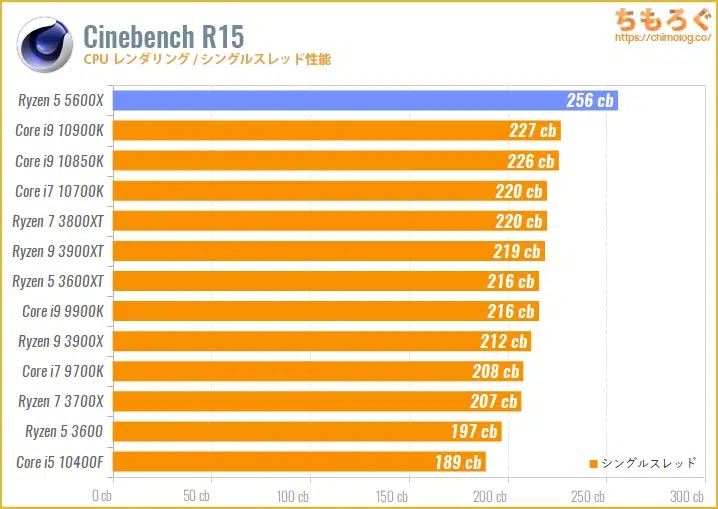 Cinebench R15
CPU レンダリング / シングルスレッド性能
ちもろぐ
https://chimolog.co/
Ryzen 5 5600X 256 cb
Core i9 10900K 227 cb
Core i9 10850K 226 cb
Core i7 10700K 220 cb
Ryzen 7 3800XT 220 cb
Ryzen 9 3900XT 219 cb
Ryzen 5 3600XT 216 cb
Core i9 9900K 216 cb
Ryzen 9 3900X 212 cb
Core i7 9700K 208 cb
Ryzen 7 3700X 207 cb
Ryzen 5 3600 197 cb
Core i5 10400F 189 cb
シングルスレッド
0 cb 50 cb 100 cb 150 cb 200 cb 250 cb 300 cb